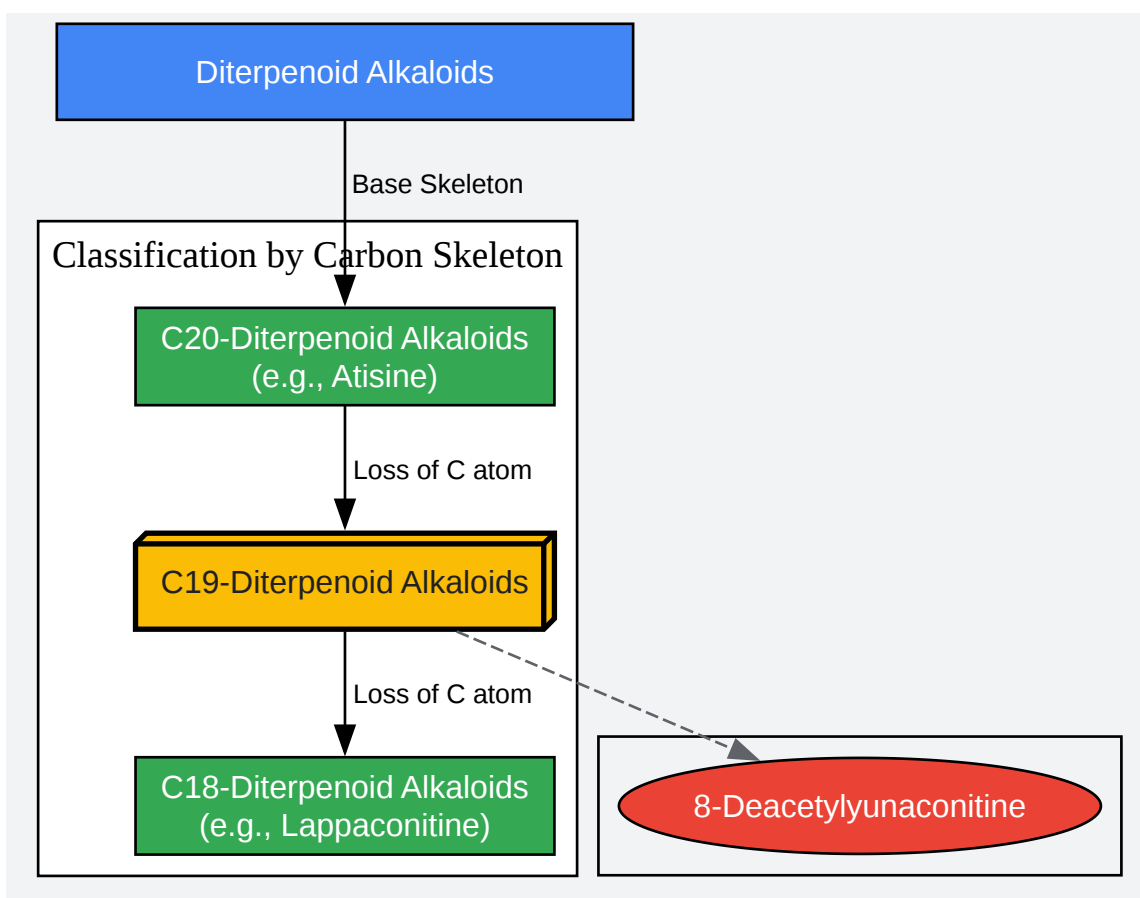 Diterpenoid Alkaloids
Base Skeleton
Classification by Carbon Skeleton
C20-Diterpenoid Alkaloids
(e.g., Atisine)
Loss of C atom
C19-Diterpenoid Alkaloids
Loss of C atom
C18-Diterpenoid Alkaloids
(e.g., Lappaconitine)
8-Deacetylyunaconitine